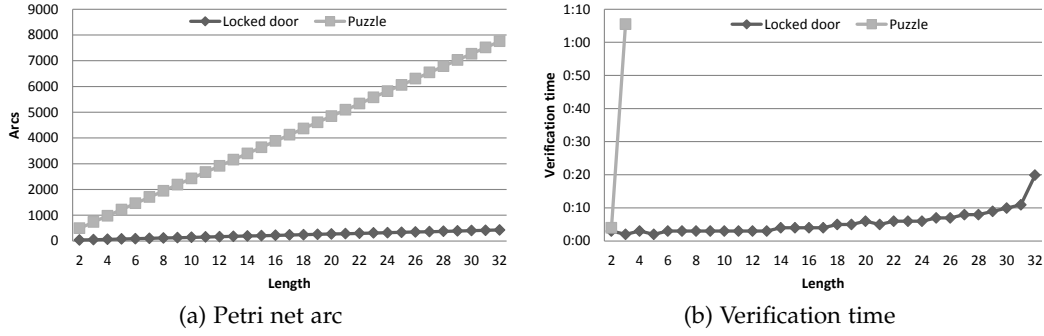 9000
8000
7000
6000
5000
4000
3000
2000
1000
0
Arcs
Locked door
Puzzle
2 4 6 8 10 12 14 16 18 20 22 24 26 28 30 32
Length
(a) Petri net arc
1:10
1:00
0:50
0:40
0:30
0:20
0:10
0:00
Verification time
Locked door
Puzzle
2 4 6 8 10 12 14 16 18 20 22 24 26 28 30 32
Length
(b) Verification time